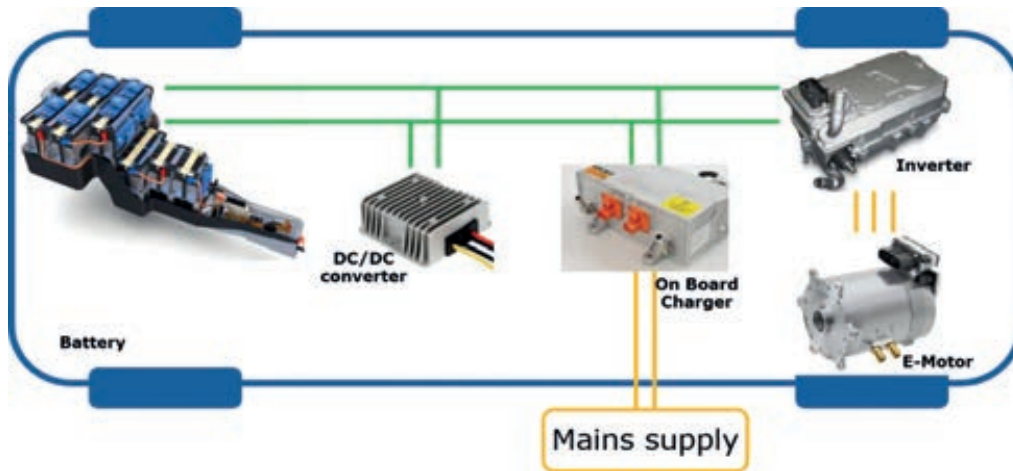 Inverter
DC/DC
converter
On Board
Charger
Battery
E-Motor
Mains supply